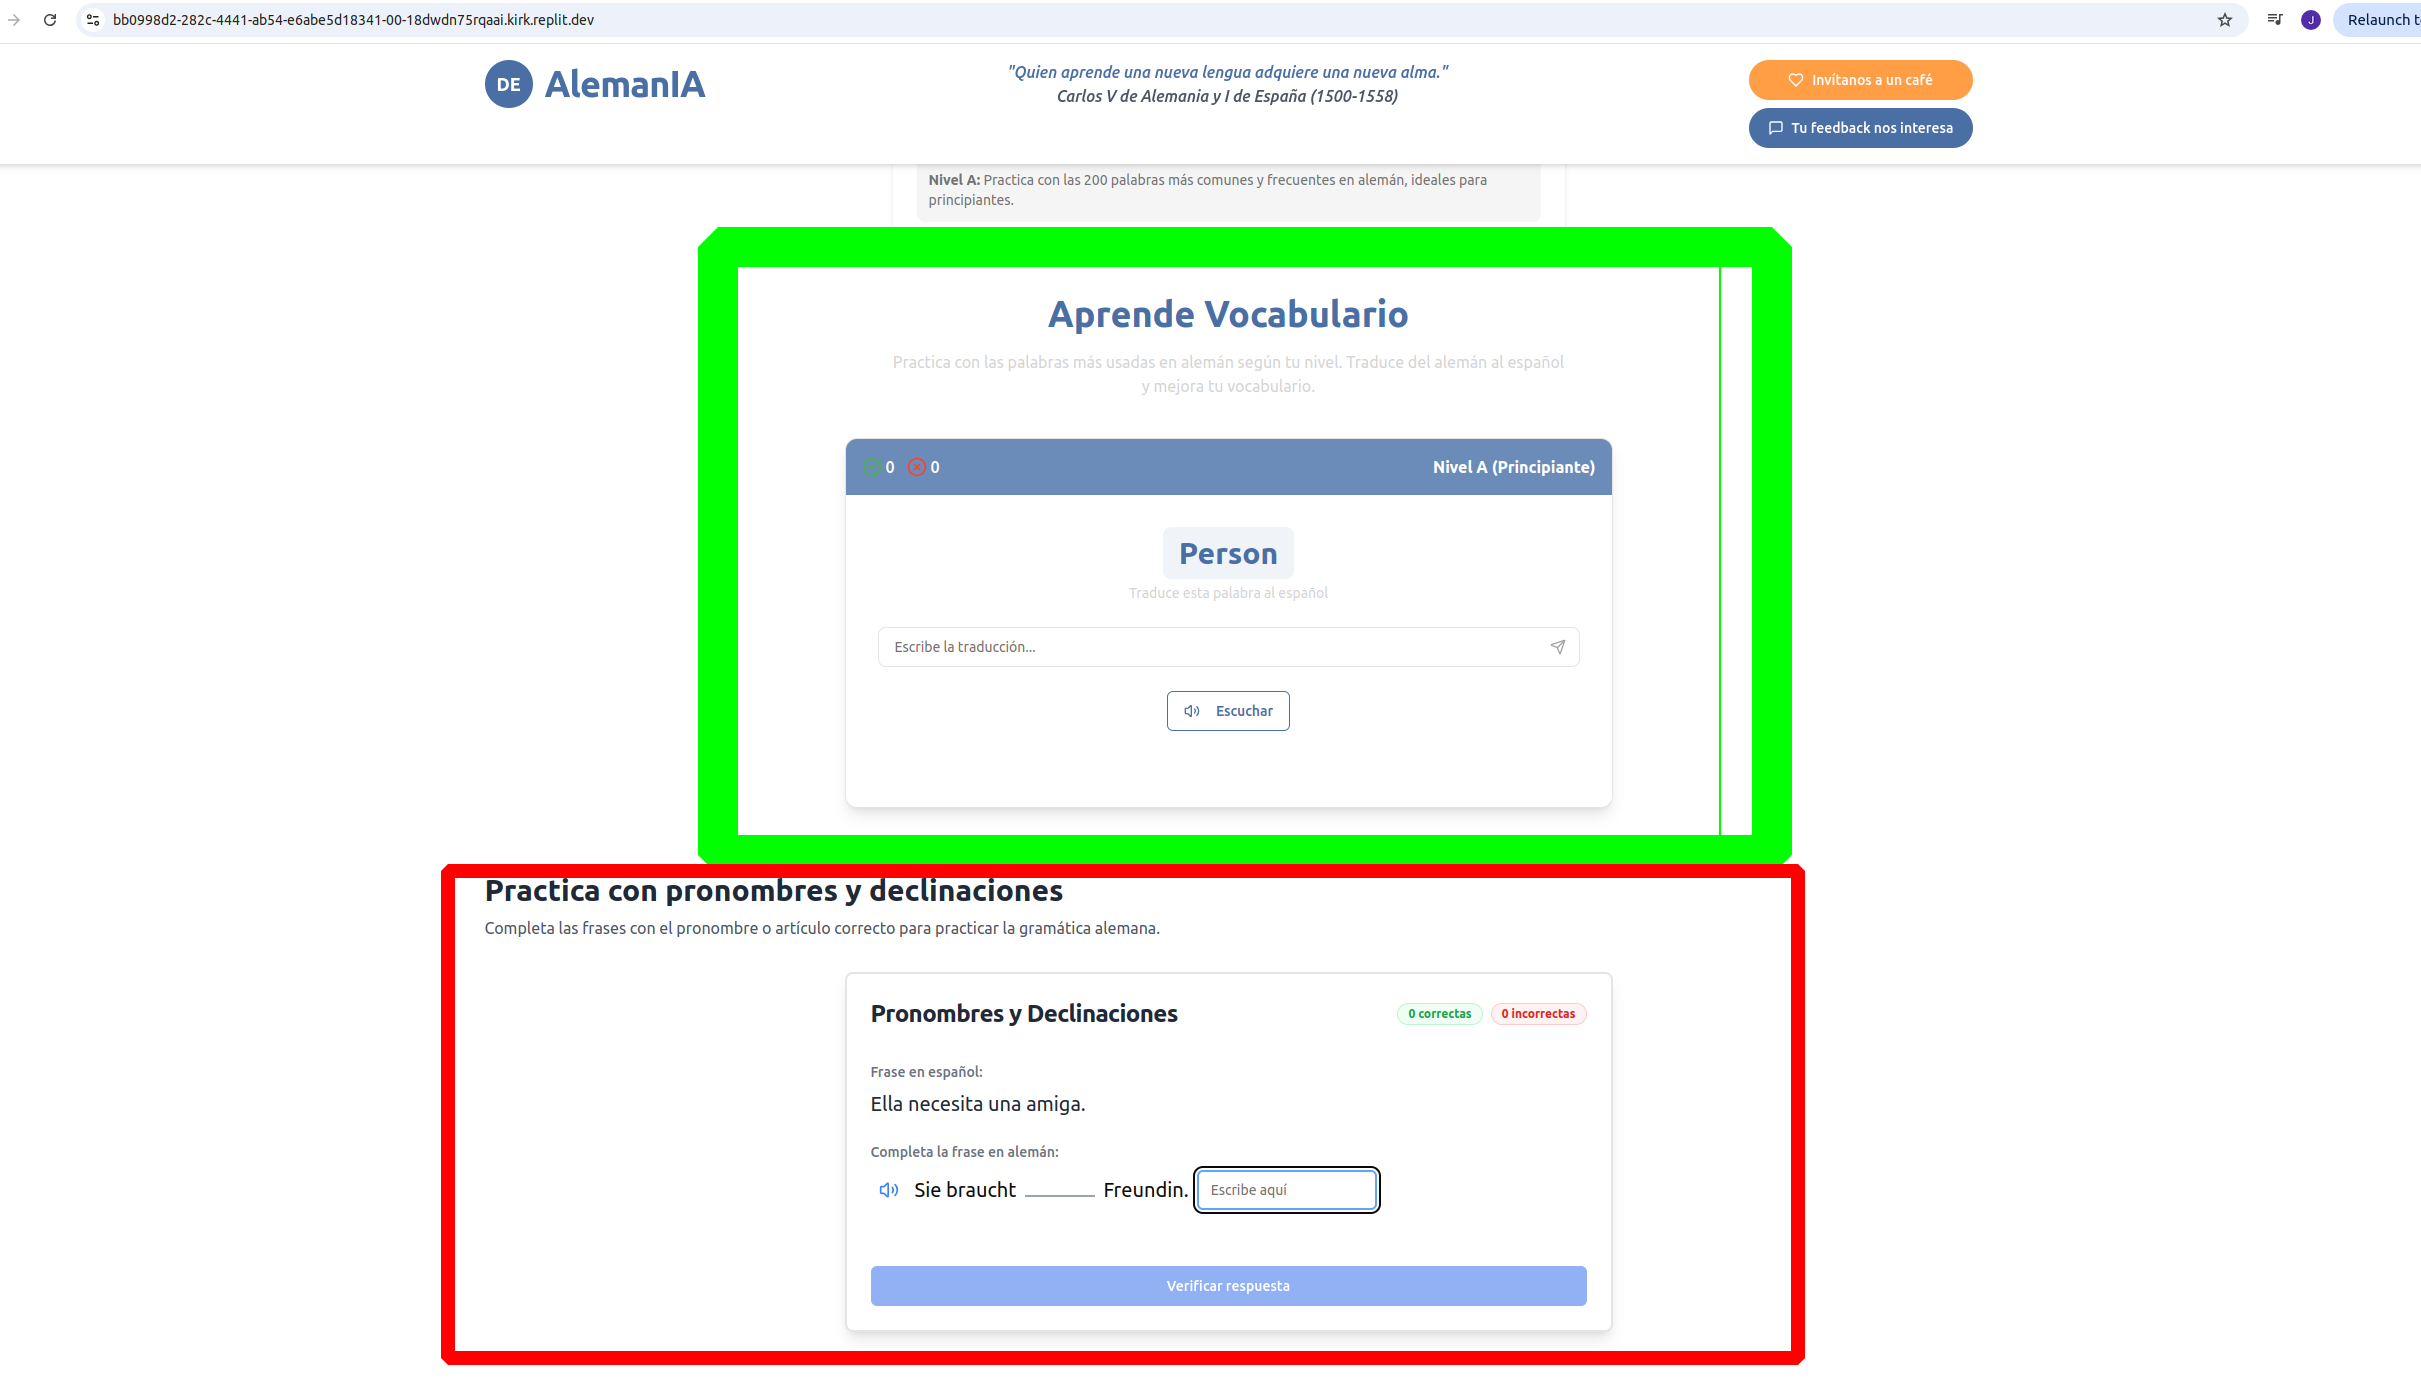 bb0998d2-282c-4441-ab54-e6abe5d18341-00-18dwdn75rqaai.kirk.replit.dev
J
Relaunch t
DE AlemanIA
"Quien aprende una nueva lengua adquiere una nueva alma."
Carlos V de Alemania y I de España (1500-1558)
Invítanos a un café
Tu feedback nos interesa
Nivel A: Practica con las 200 palabras más comunes y frecuentes en alemán, ideales para
principiantes.
Aprende Vocabulario
Practica con las palabras más usadas en alemán según tu nivel. Traduce del alemán al español
y mejora tu vocabulario.
0 0 Nivel A (Principiante)
Person
Traduce esta palabra al español
Escribe la traducción...
Escuchar
Practica con pronombres y declinaciones
Completa las frases con el pronombre o artículo correcto para practicar la gramática alemana.
Pronombres y Declinaciones 0 correctas 0 incorrectas
Frase en español:
Ella necesita una amiga.
Completa la frase en alemán:
Sie braucht ______ Freundin. Escribe aquí
Verificar respuesta